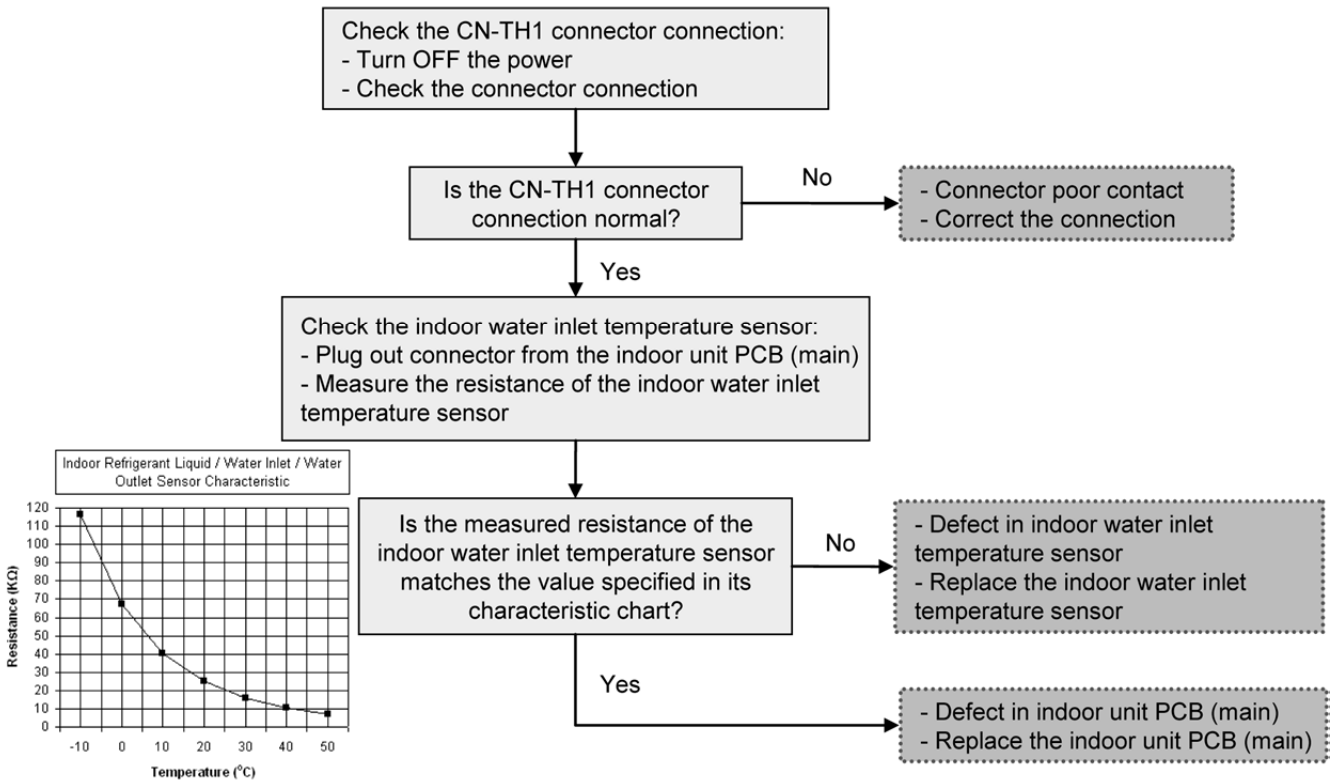 Check the CN-TH1 connector connection:
- Turn OFF the power
- Check the connector connection
Is the CN-TH1 connector
connection normal?
No
- Connector poor contact
- Correct the connection
Yes
Check the indoor water inlet temperature sensor:
- Plug out connector from the indoor unit PCB (main)
- Measure the resistance of the indoor water inlet
temperature sensor
Is the measured resistance of the
indoor water inlet temperature sensor
matches the value specified in its
characteristic chart?
No
- Defect in indoor water inlet
temperature sensor
- Replace the indoor water inlet
temperature sensor
Yes
- Defect in indoor unit PCB (main)
- Replace the indoor unit PCB (main)
Indoor Refrigerant Liquid / Water Inlet / Water
Outlet Sensor Characteristic
Resistance (KΩ)
120
110
100
90
80
70
60
50
40
30
20
10
0
-10 0 10 20 30 40 50
Temperature (°C)